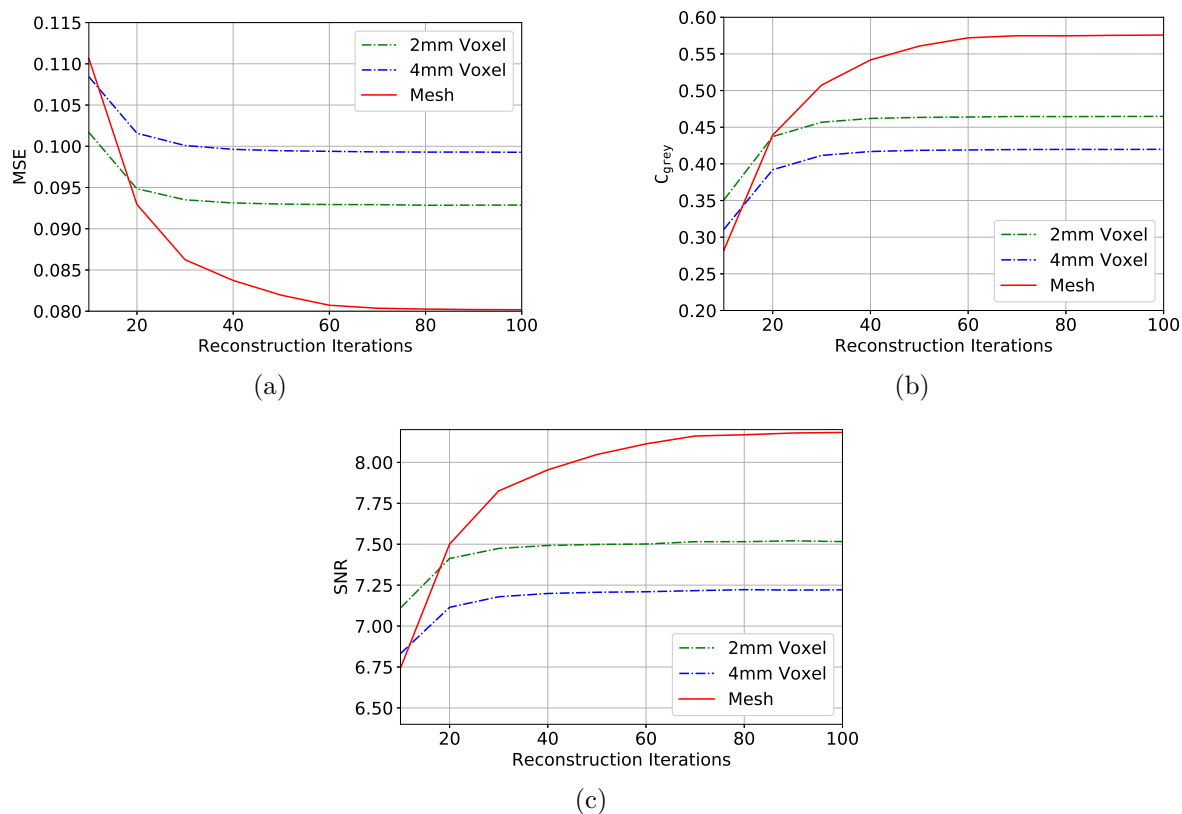 0.115
0.110
0.105
0.100
0.095
0.090
0.085
0.080
MSE
2mm Voxel
4mm Voxel
Mesh
20 40 60 80 100
Reconstruction Iterations
(a)
0.60
0.55
0.50
0.45
0.40
0.35
0.30
0.25
0.20
C_grey
2mm Voxel
4mm Voxel
Mesh
20 40 60 80 100
Reconstruction Iterations
(b)
8.00
7.75
7.50
7.25
7.00
6.75
6.50
SNR
2mm Voxel
4mm Voxel
Mesh
20 40 60 80 100
Reconstruction Iterations
(c)